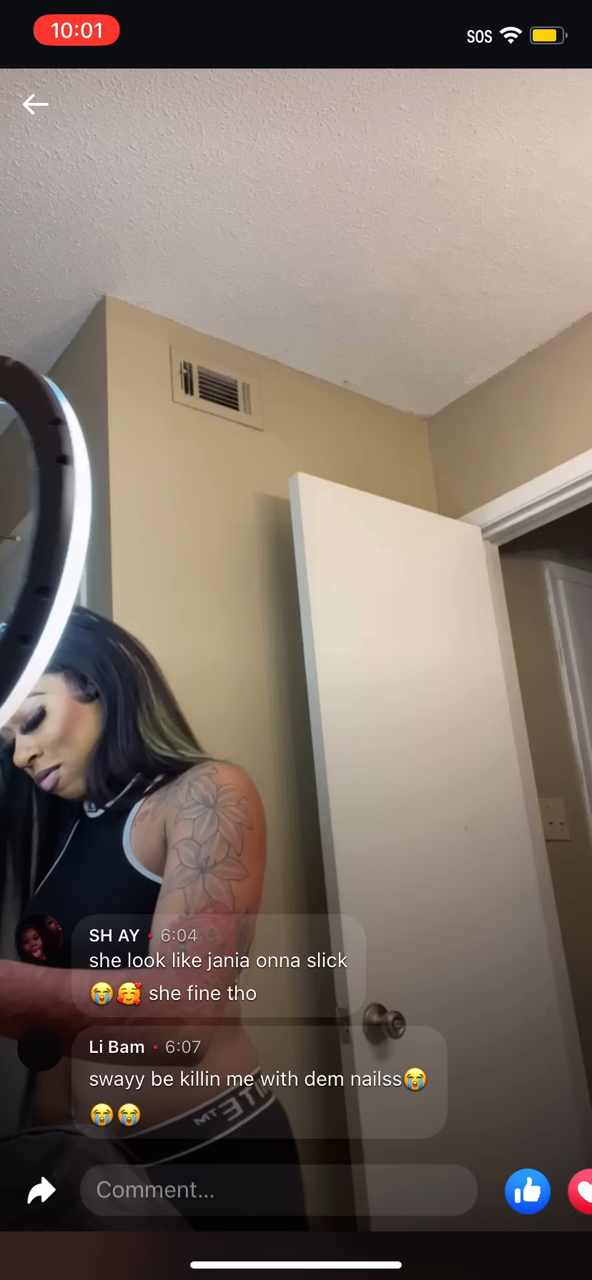 10:01
SOS
SH AY • 6:04
she look like jania onna slick
😭🥰 she fine tho
Li Bam • 6:07
swayy be killin me with dem nailss😭
😭😭
Comment...